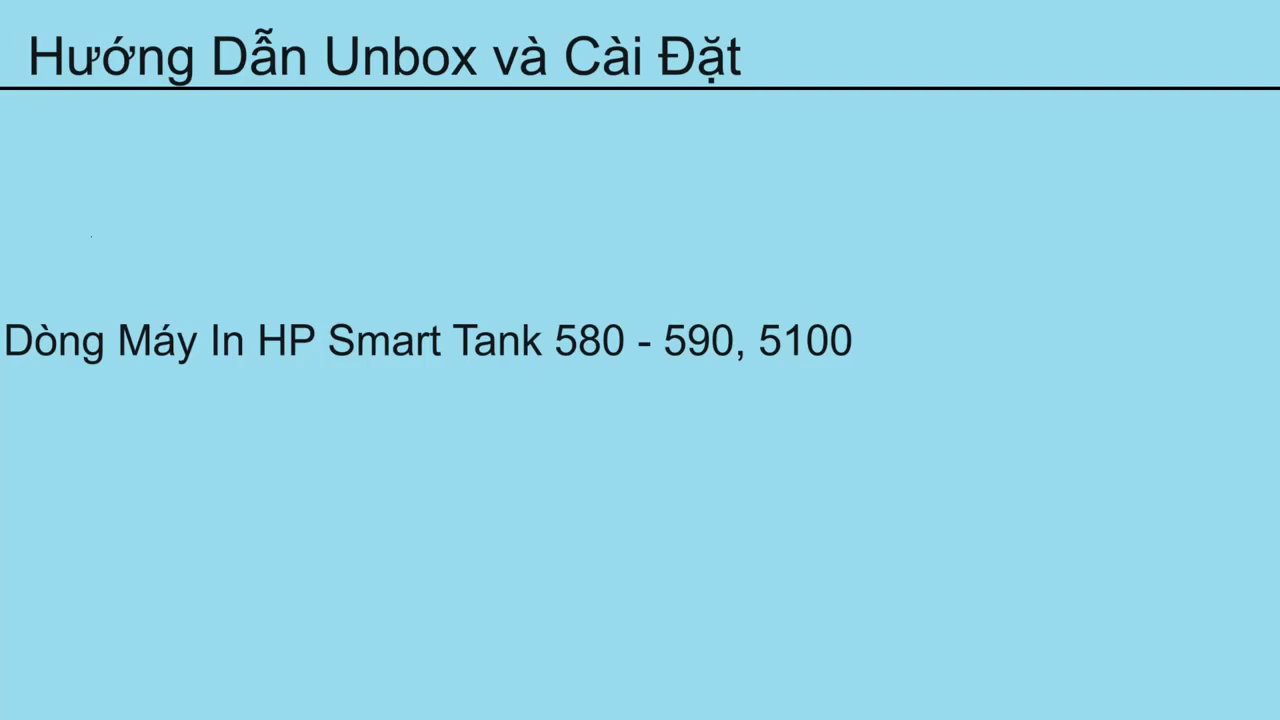 Hướng Dẫn Unbox và Cài Đặt
Dòng Máy In HP Smart Tank 580 - 590, 5100